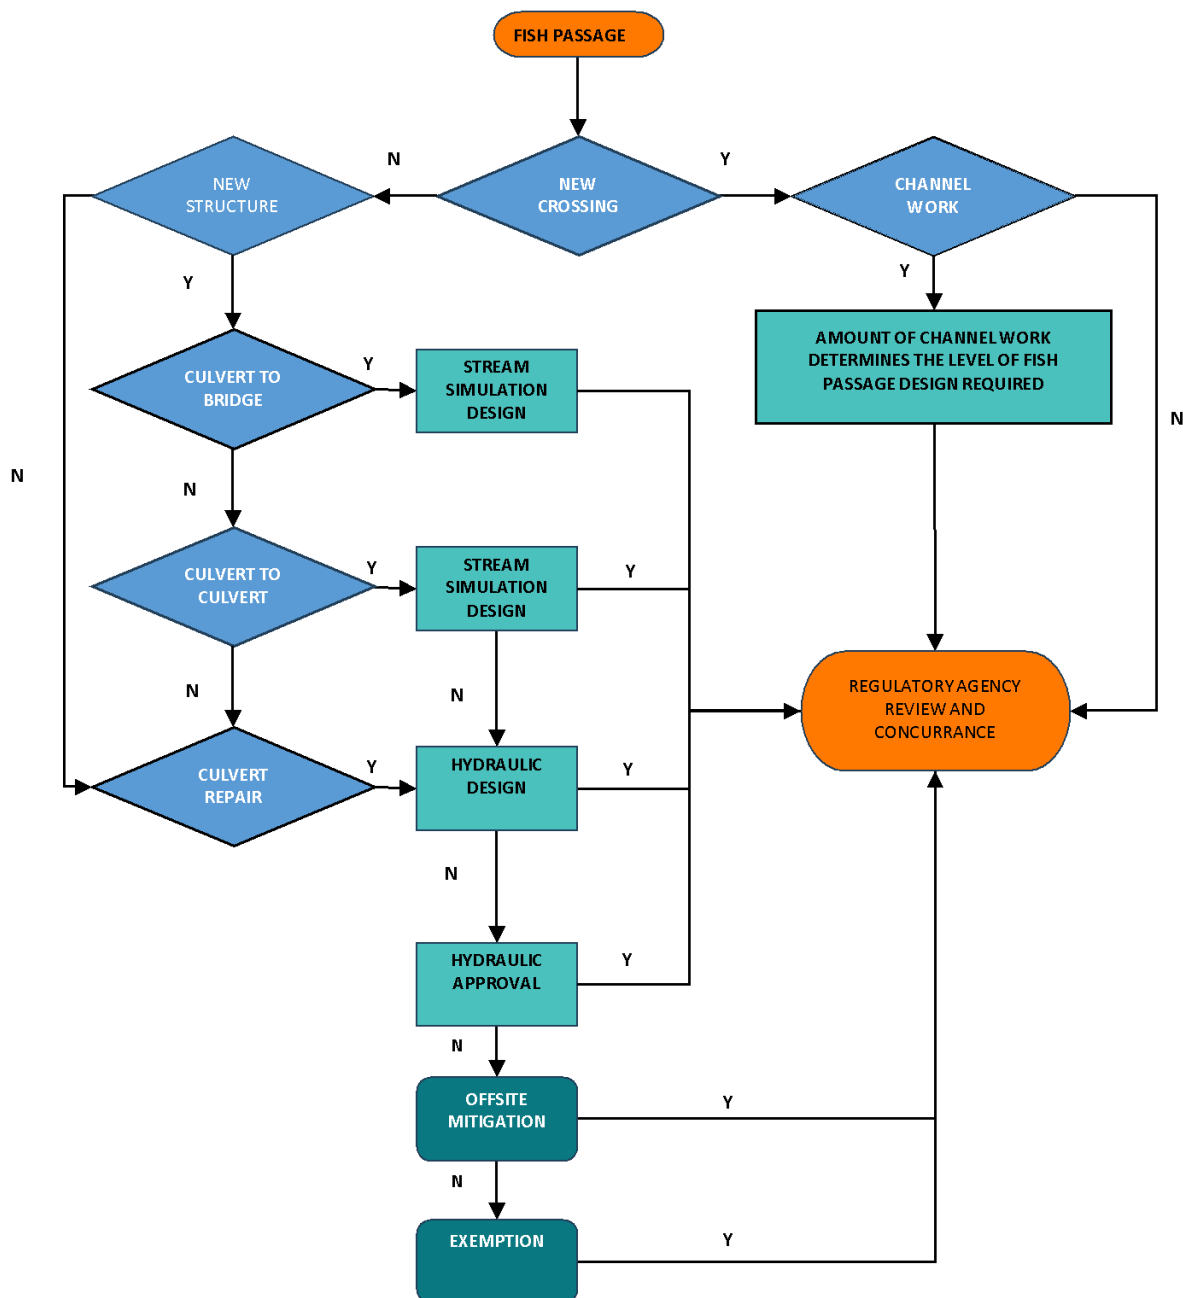 FISH PASSAGE
N
Y
NEW
STRUCTURE
NEW
CROSSING
CHANNEL
WORK
Y
Y
AMOUNT OF CHANNEL WORK
DETERMINES THE LEVEL OF FISH
PASSAGE DESIGN REQUIRED
CULVERT TO
BRIDGE
Y
STREAM
SIMULATION
DESIGN
N
N
N
CULVERT TO
CULVERT
Y
STREAM
SIMULATION
DESIGN
Y
N
N
REGULATORY AGENCY
REVIEW AND
CONCURRANCE
CULVERT
REPAIR
Y
HYDRAULIC
DESIGN
Y
N
HYDRAULIC
APPROVAL
Y
N
OFFSITE
MITIGATION
Y
N
EXEMPTION
Y